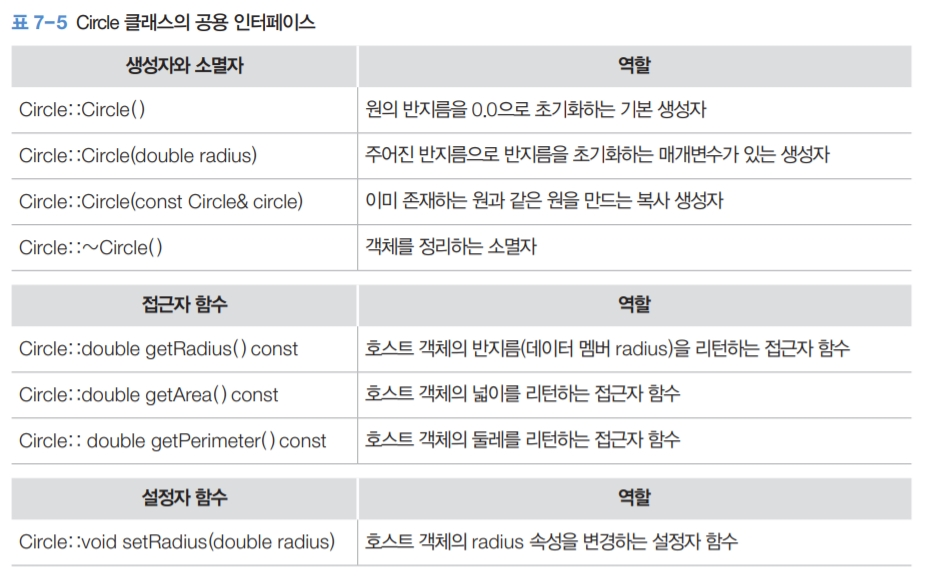 표 7-5 Circle 클래스의 공용 인터페이스
생성자와 소멸자 역할
Circle::Circle() 원의 반지름을 0.0으로 초기화하는 기본 생성자
Circle::Circle(double radius) 주어진 반지름으로 반지름을 초기화하는 매개변수가 있는 생성자
Circle::Circle(const Circle& circle) 이미 존재하는 원과 같은 원을 만드는 복사 생성자
Circle::~Circle() 객체를 정리하는 소멸자
접근자 함수 역할
Circle::double getRadius() const 호스트 객체의 반지름(데이터 멤버 radius)을 리턴하는 접근자 함수
Circle::double getArea() const 호스트 객체의 넓이를 리턴하는 접근자 함수
Circle:: double getPerimeter() const 호스트 객체의 둘레를 리턴하는 접근자 함수
설정자 함수 역할
Circle::void setRadius(double radius) 호스트 객체의 radius 속성을 변경하는 설정자 함수